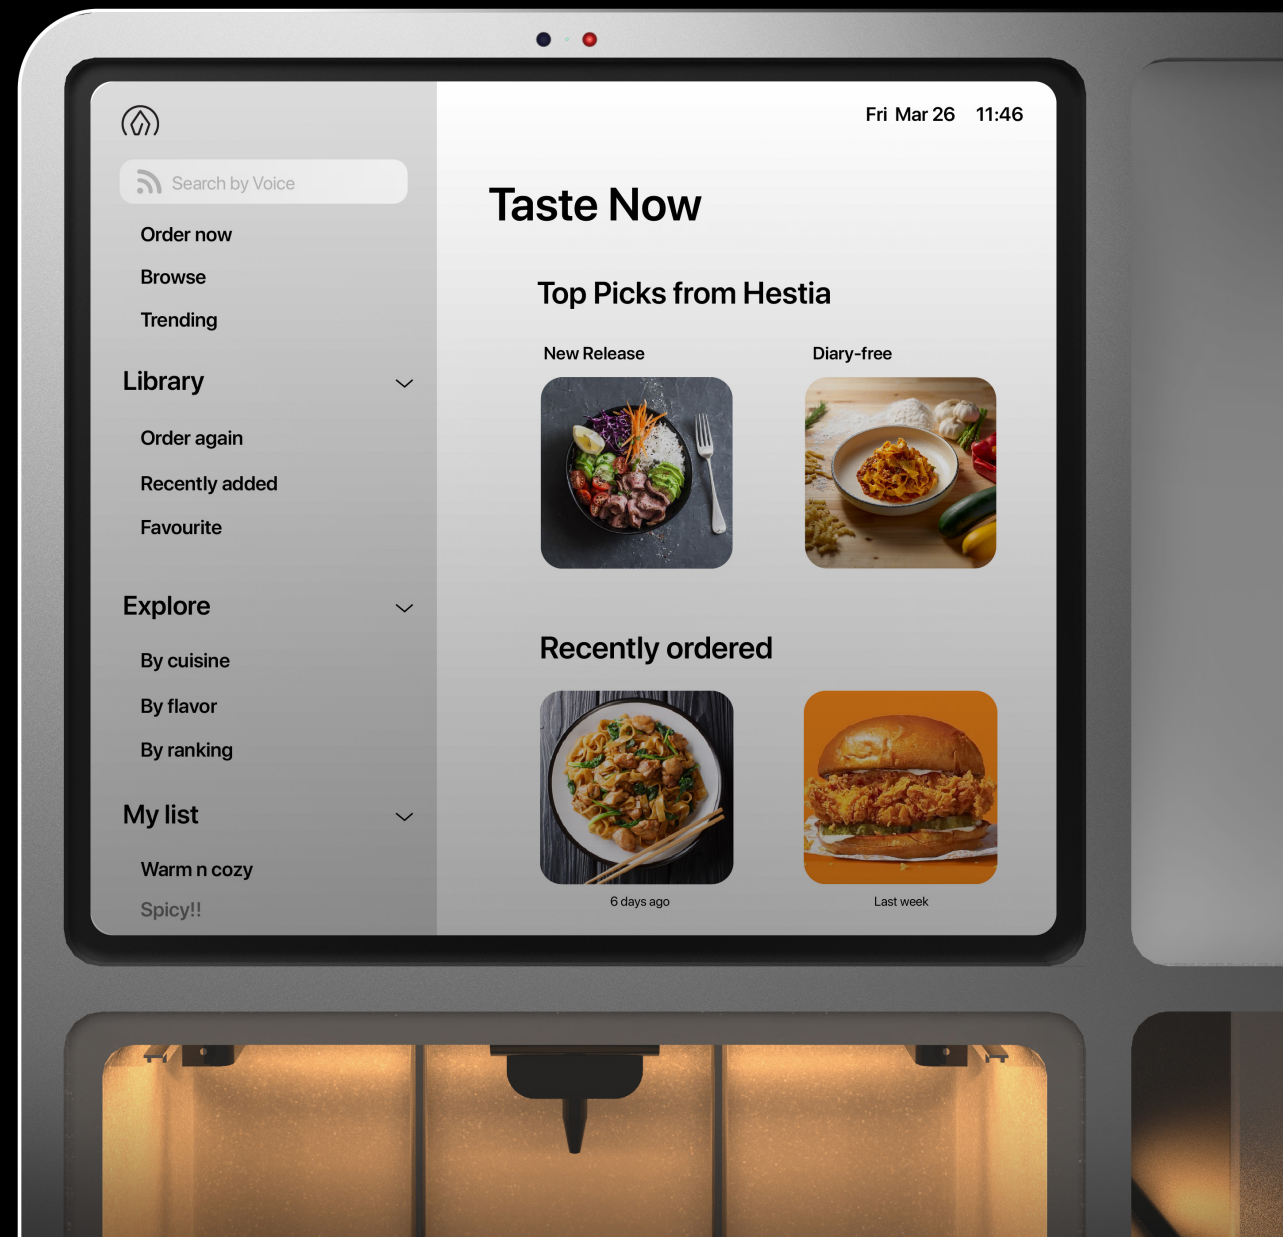 Fri Mar 26 11:46
Search by Voice
Order now
Browse
Trending
Library
Order again
Recently added
Favourite
Explore
By cuisine
By flavor
By ranking
My list
Warm n cozy
Spicy!!
Taste Now
Top Picks from Hestia
New Release
Diary-free
Recently ordered
6 days ago
Last week